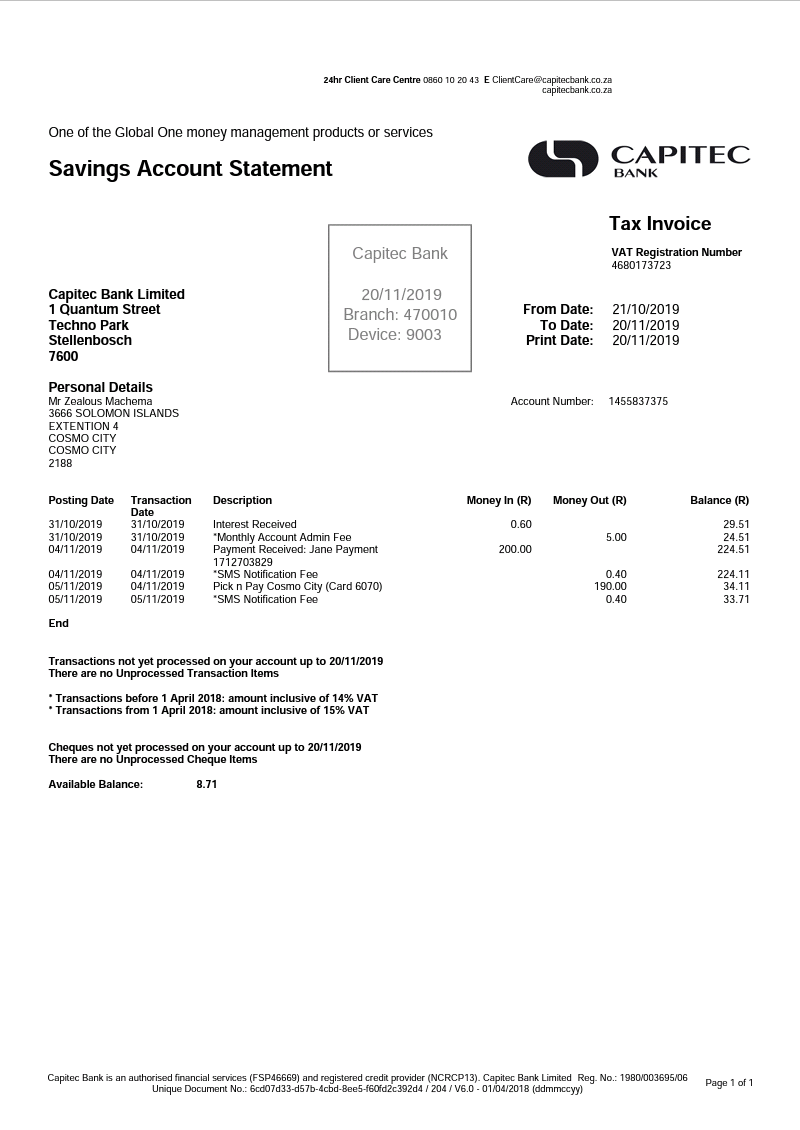 24hr Client Care Centre 0860 10 20 43 E ClientCare@capitecbank.co.za
capitecbank.co.za
One of the Global One money management products or services
Savings Account Statement
CAPITEC
BANK
Tax Invoice
VAT Registration Number
4680173723
Capitec Bank
20/11/2019
Branch: 470010
Device: 9003
Capitec Bank Limited
1 Quantum Street
Techno Park
Stellenbosch
7600
From Date: 21/10/2019
To Date: 20/11/2019
Print Date: 20/11/2019
Personal Details
Mr Zealous Machema
3666 SOLOMON ISLANDS
EXTENTION 4
COSMO CITY
COSMO CITY
2188
Account Number: 1455837375
Posting Date Transaction Date Description Money In (R) Money Out (R) Balance (R)
31/10/2019 31/10/2019 Interest Received 0.60 29.51
31/10/2019 31/10/2019 *Monthly Account Admin Fee 5.00 24.51
04/11/2019 04/11/2019 Payment Received: Jane Payment 200.00 224.51
1712703829
04/11/2019 04/11/2019 *SMS Notification Fee 0.40 224.11
05/11/2019 04/11/2019 Pick n Pay Cosmo City (Card 6070) 190.00 34.11
05/11/2019 05/11/2019 *SMS Notification Fee 0.40 33.71
End
Transactions not yet processed on your account up to 20/11/2019
There are no Unprocessed Transaction Items
* Transactions before 1 April 2018: amount inclusive of 14% VAT
* Transactions from 1 April 2018: amount inclusive of 15% VAT
Cheques not yet processed on your account up to 20/11/2019
There are no Unprocessed Cheque Items
Available Balance: 8.71
Capitec Bank is an authorised financial services (FSP46669) and registered credit provider (NCRCP13). Capitec Bank Limited Reg. No.: 1980/003695/06
Unique Document No.: 6cd07d33-d57b-4cbd-8ee5-f60fd2c392d4 / 204 / V6.0 - 01/04/2018 (ddmmccyy)
Page 1 of 1